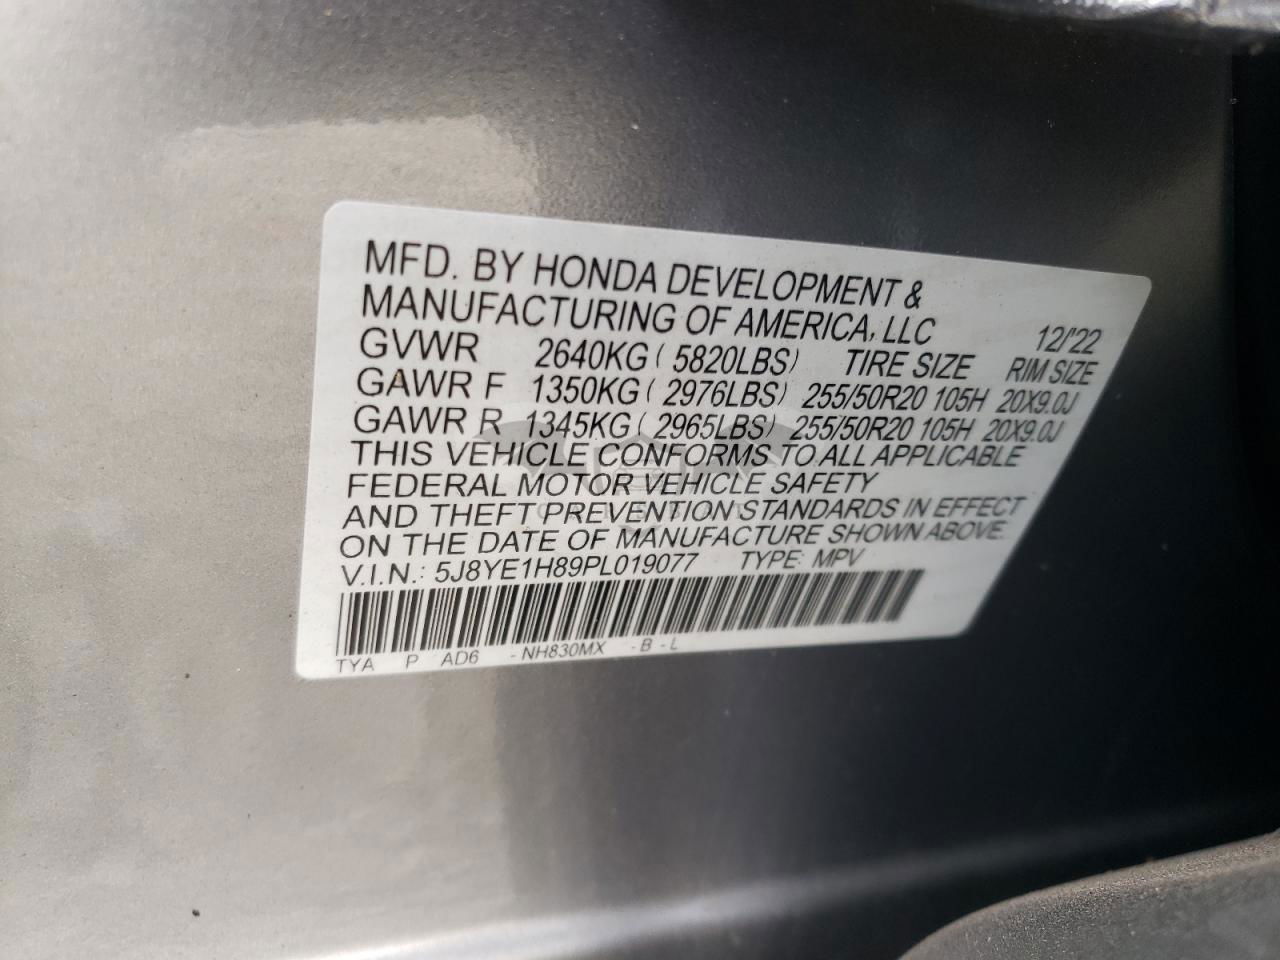 MFD. BY HONDA DEVELOPMENT &
MANUFACTURING OF AMERICA, LLC 12/'22
GVWR 2640KG ( 5820LBS) TIRE SIZE RIM SIZE
GAWR F 1350KG ( 2976LBS) 255/50R20 105H 20X9.0J
GAWR R 1345KG ( 2965LBS) 255/50R20 105H 20X9.0J
THIS VEHICLE CONFORMS TO ALL APPLICABLE
FEDERAL MOTOR VEHICLE SAFETY
AND THEFT PREVENTION STANDARDS IN EFFECT
ON THE DATE OF MANUFACTURE SHOWN ABOVE.
V.I.N.: 5J8YE1H89PL019077 TYPE: MPV
TYA P AD6 -NH830MX -B -L